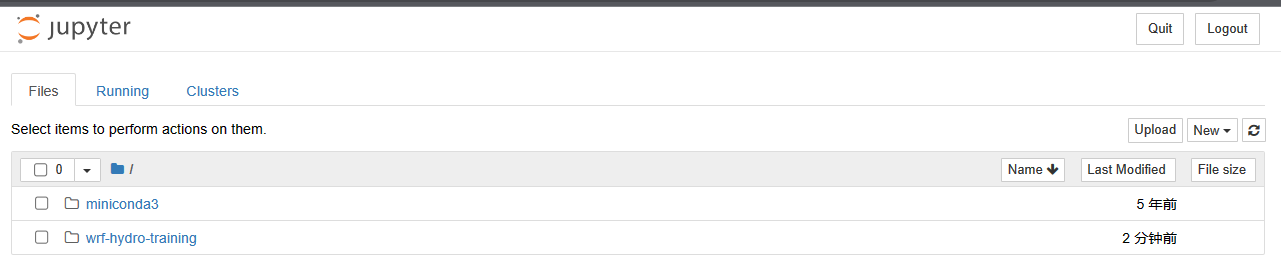 jupyter Quit Logout
Files Running Clusters
Select items to perform actions on them. Upload New
0 / Name Last Modified File size
miniconda3 5 年前
wrf-hydro-training 2 分钟前